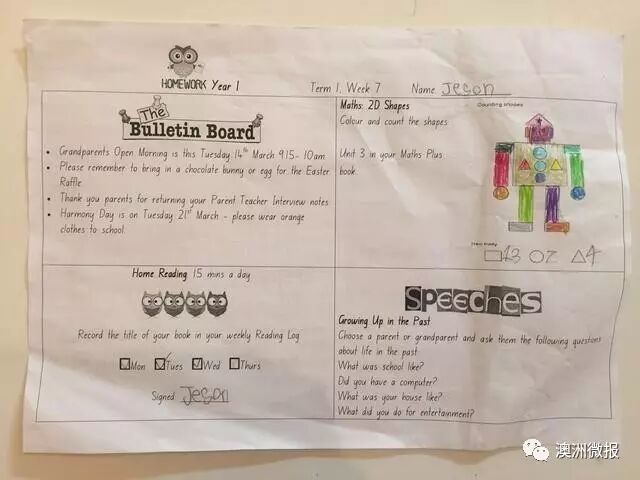 HOMEWORK Year 1
Term 1, Week 7
Name Jeson
The
Bulletin Board
• Grandparents Open Morning is this Tuesday 14th March 9.15- 10am
• Please remember to bring in a chocolate bunny or egg for the Easter
Raffle.
• Thank you parents for returning your Parent Teacher Interview notes
• Harmony Day is on Tuesday 21st March - please wear orange
clothes to school.
Maths: 2D Shapes
Colour and count the shapes
Unit 3 in your Maths Plus
book.
Counting shapes
How many
13 2 4
Home Reading 15 mins a day
Record the title of your book in your weekly Reading Log
Mon Tues Wed Thurs
Signed Jeson
SPEECHES
Growing Up in the Past
Choose a parent or grandparent and ask them the following questions
about life in the past
What was school like?
Did you have a computer?
What was your house like?
What did you do for entertainment?
澳洲微报